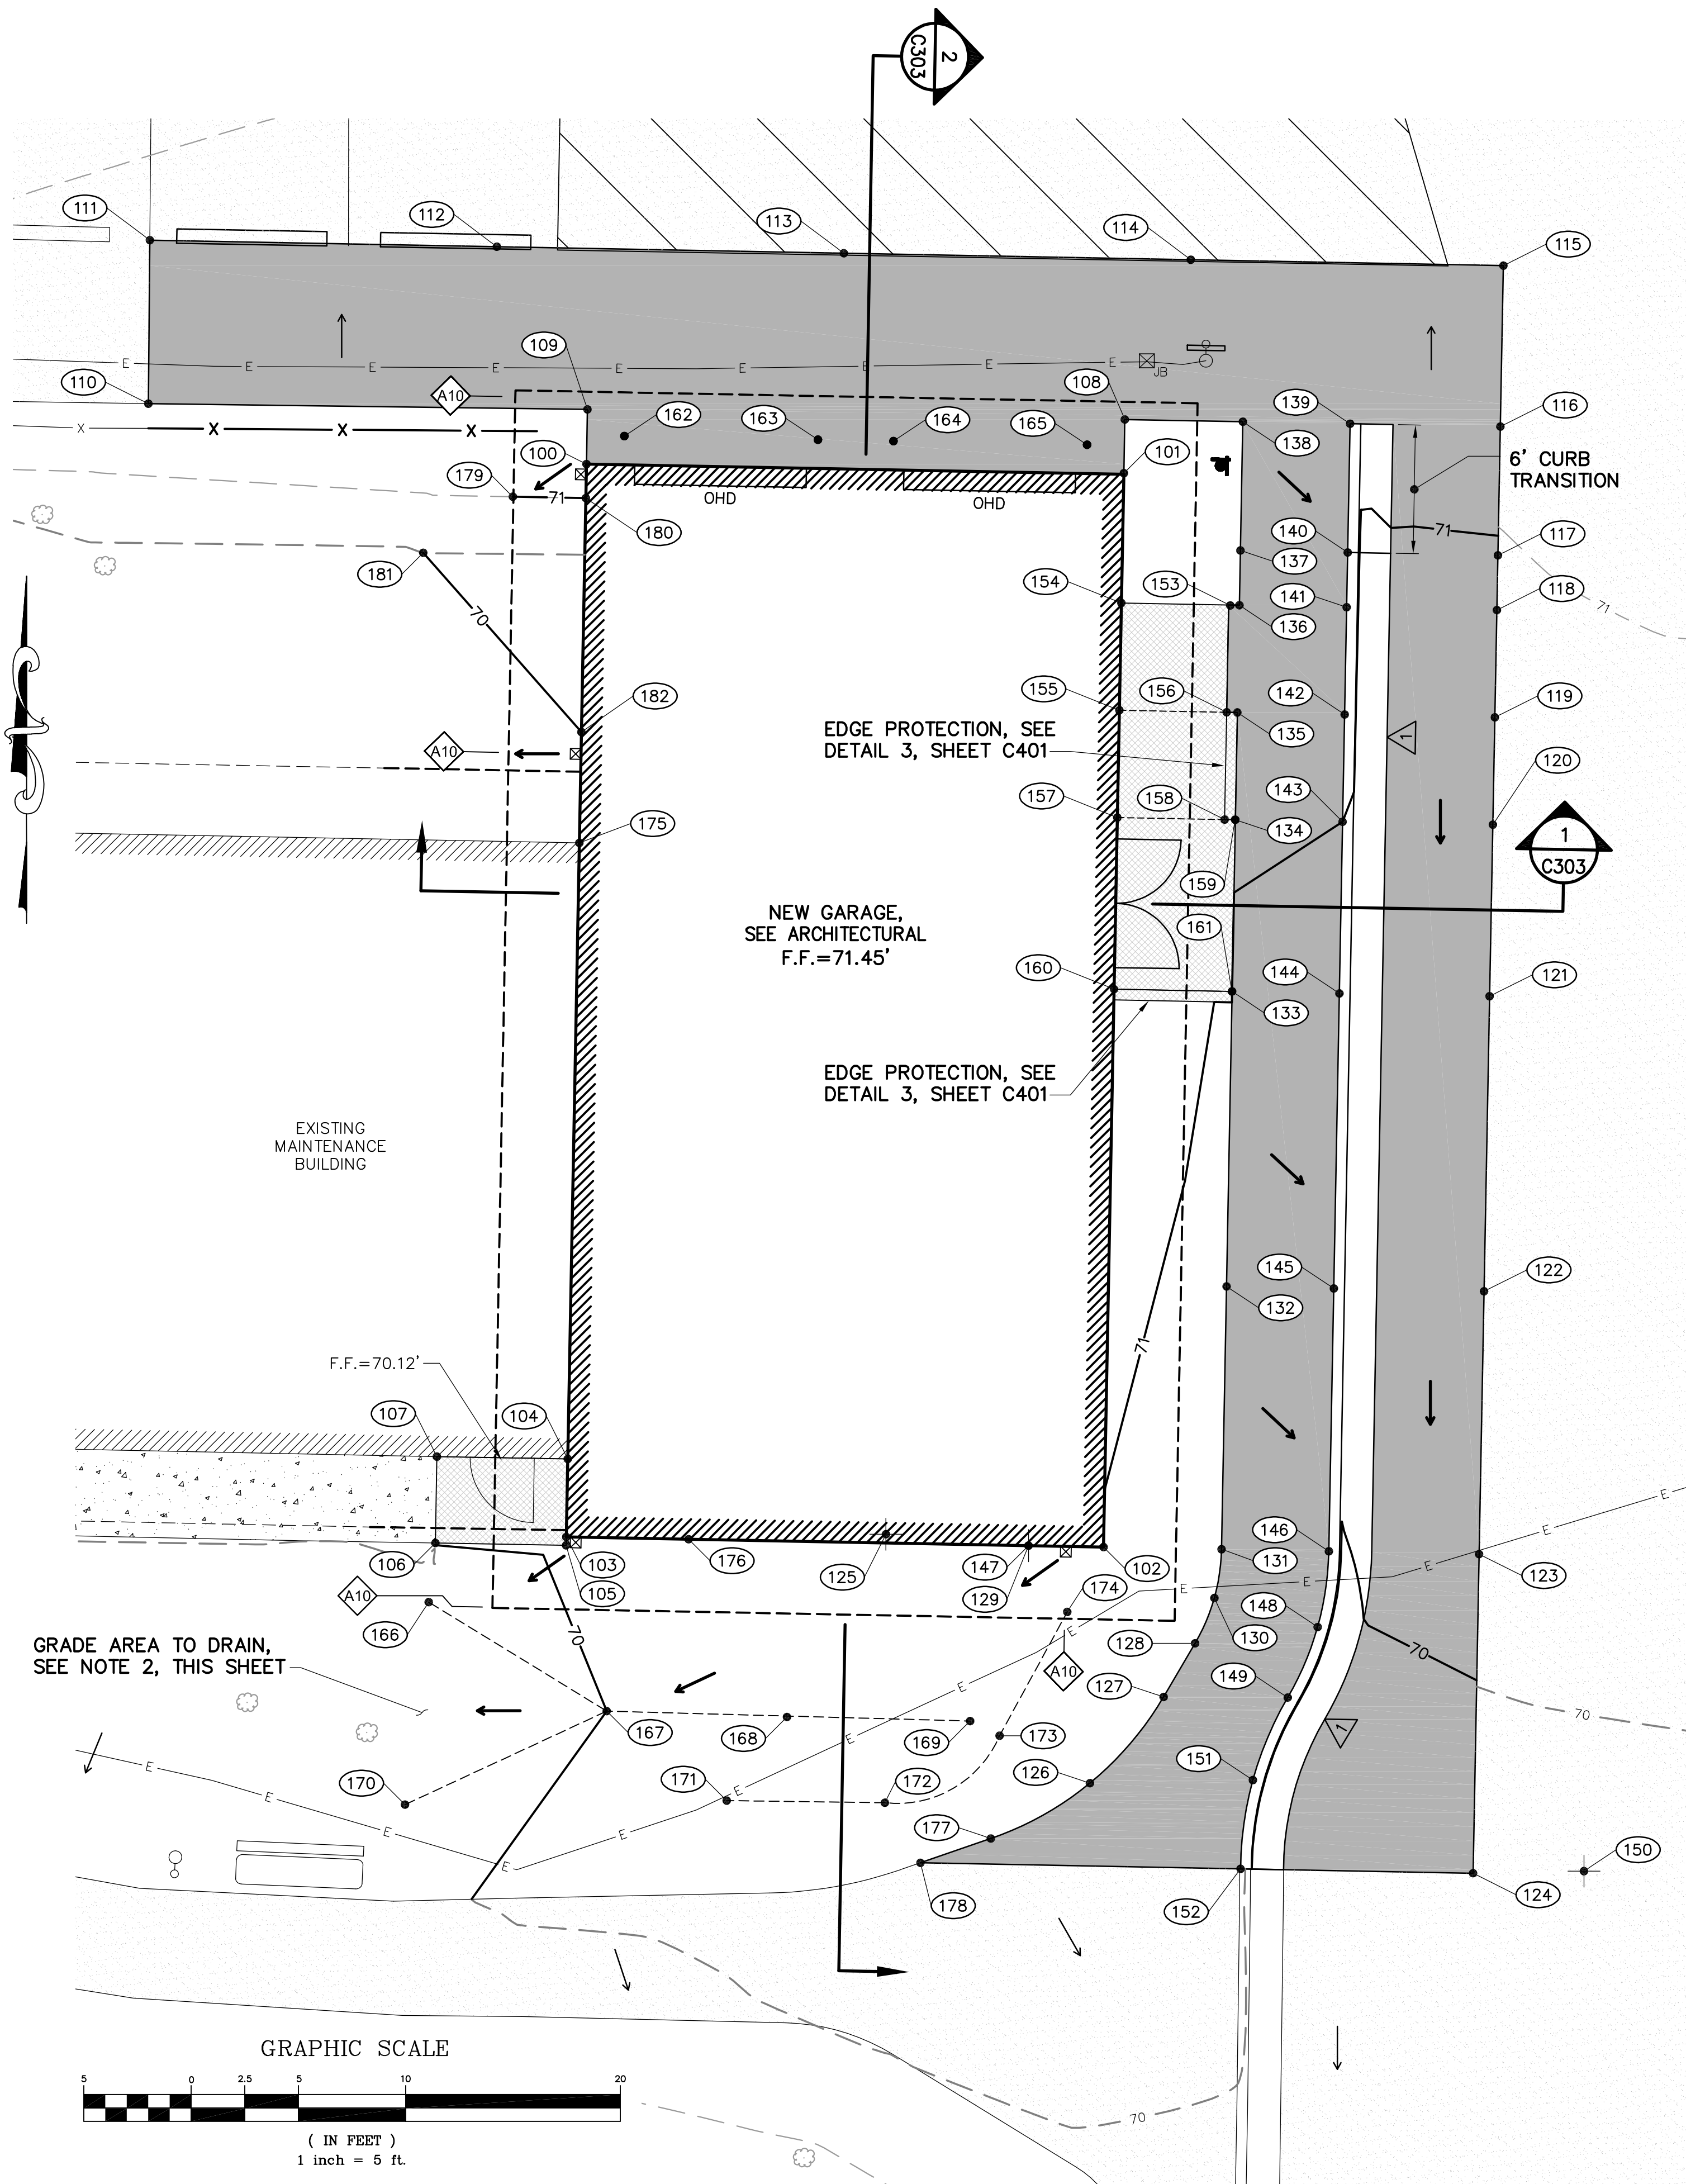 2
C303
111
112
113
114
115
109
E
E
E
E
E
E
E
E
E
JB
110
A10
108
139
116
162
163
164
165
138
X
X
X
X
100
101
6' CURB
TRANSITION
179
71
OHD
OHD
180
140
71
117
181
137
154
153
141
118
136
71
70
182
155
156
142
119
EDGE PROTECTION, SEE
DETAIL 3, SHEET C401
135
1
A10
120
157
158
143
175
134
1
C303
159
NEW GARAGE,
SEE ARCHITECTURAL
F.F.=71.45'
161
160
144
121
133
EDGE PROTECTION, SEE
DETAIL 3, SHEET C401
EXISTING
MAINTENANCE
BUILDING
145
122
132
71
F.F.=70.12'
107
104
E
E
146
106
103
176
125
147
102
131
123
105
129
E
E
E
A10
174
166
148
130
GRADE AREA TO DRAIN,
SEE NOTE 2, THIS SHEET
70
E
128
A10
70
127
149
E
70
167
168
E
169
173
E
1
151
170
171
E
172
126
E
E
E
177
E
150
178
152
124
GRAPHIC SCALE
5
0
2.5
5
10
20
70
( IN FEET )
1 inch = 5 ft.